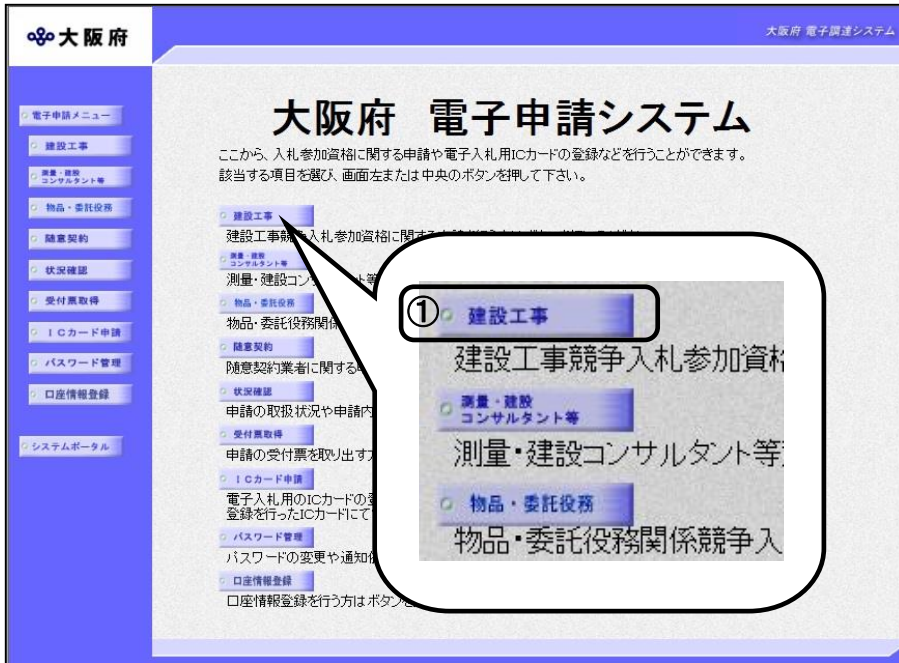 大阪府
大阪府 電子調達システム
電子申請メニュー
建設工事
測量・建設
コンサルタント等
物品・委託役務
随意契約
状況確認
受付票取得
ICカード申請
パスワード管理
口座情報登録
システムポータル
大阪府 電子申請システム
ここから、入札参加資格に関する申請や電子入札用ICカードの登録などを行うことができます。
該当する項目を選び、画面左または中央のボタンを押して下さい。
建設工事
建設工事競争入札参加資格に関する
測量・建設
コンサルタント等
測量・建設コンサルタント等
物品・委託役務
物品・委託役務関係
随意契約
随意契約業者に関する
状況確認
申請の取扱状況や申請内
受付票取得
申請の受付票を取り出す
ICカード申請
電子入札用のICカードの
登録を行ったICカードにて
パスワード管理
パスワードの変更や通知
口座情報登録
口座情報登録を行う方はボタンを
①
建設工事
建設工事競争入札参加資格
測量・建設
コンサルタント等
測量・建設コンサルタント等
物品・委託役務
物品・委託役務関係競争入